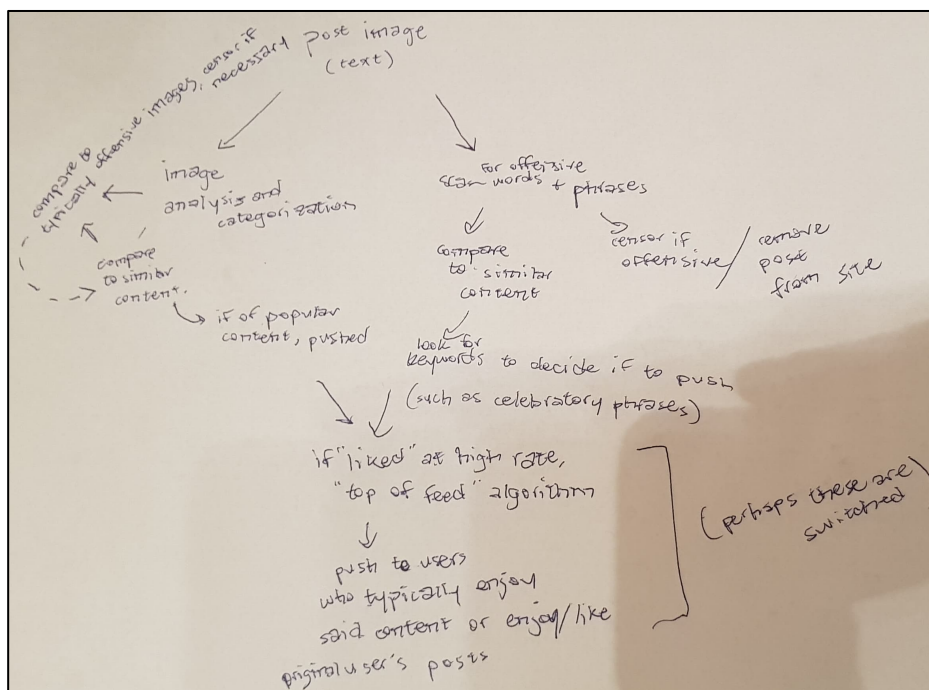 post image
(text)
compare to
typically offensive images, censor if
necessary
image
analysis and
categorization
compare
to similar
content.
if of popular
content, pushed
for offensive
scan words + phrases
compare
to similar
content
censor if
offensive /
remove
post
from site
look for
keywords to decide if to push
(such as celebratory phrases)
if "liked" at high rate,
"top of feed" algorithm
push to users
who typically enjoy
said content or enjoy/like
original user's posts
(perhaps these are)
switched